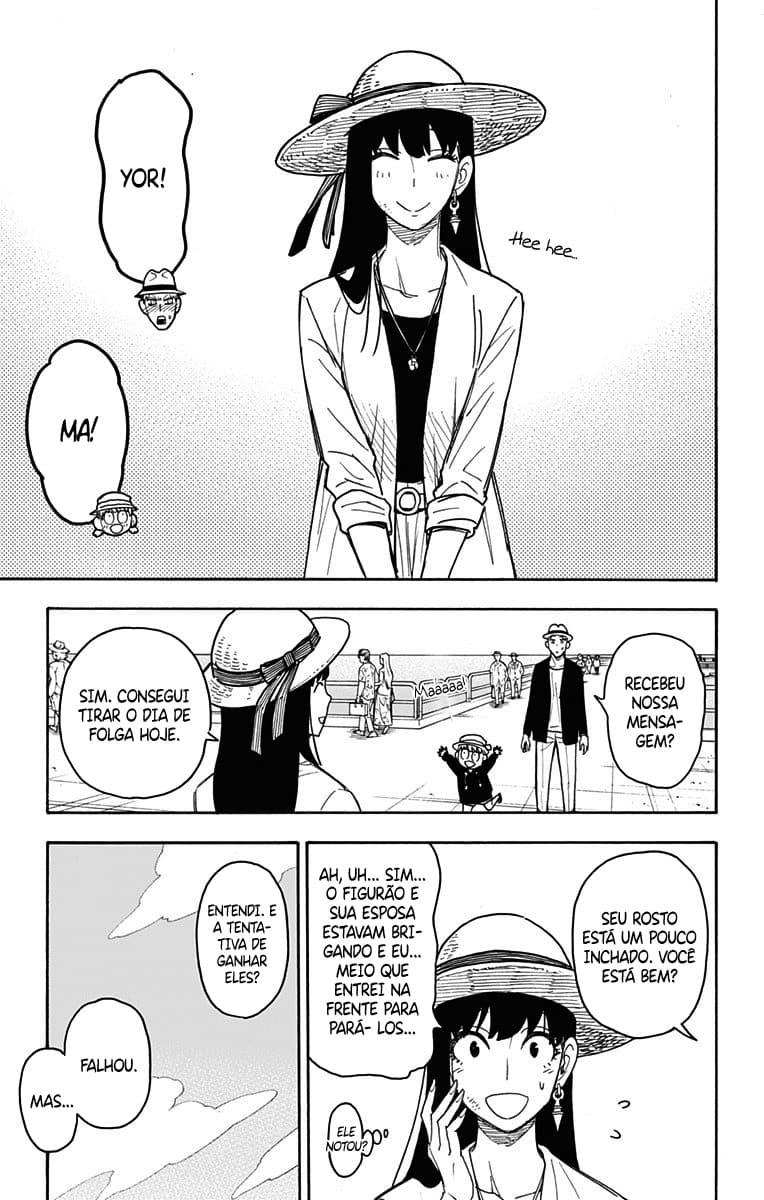 YOR!
Hee hee..
MA!
RECEBEU
NOSSA
MENSA-
GEM?
Maaaaa!
SIM. CONSEGUI
TIRAR O DIA DE
FOLGA HOJE.
SEU ROSTO
ESTÁ UM POUCO
INCHADO. VOCÊ
ESTÁ BEM?
AH, UH... SIM...
O FIGURÃO E
SUA ESPOSA
ESTAVAM BRI-
GANDO E EU...
MEIO QUE
ENTREI NA
FRENTE PARA
PARÁ- LOS...
ELE
NOTOU?
ENTENDI. E
A TENTA-
TIVA DE
GANHAR
ELES?
FALHOU.
MAS...